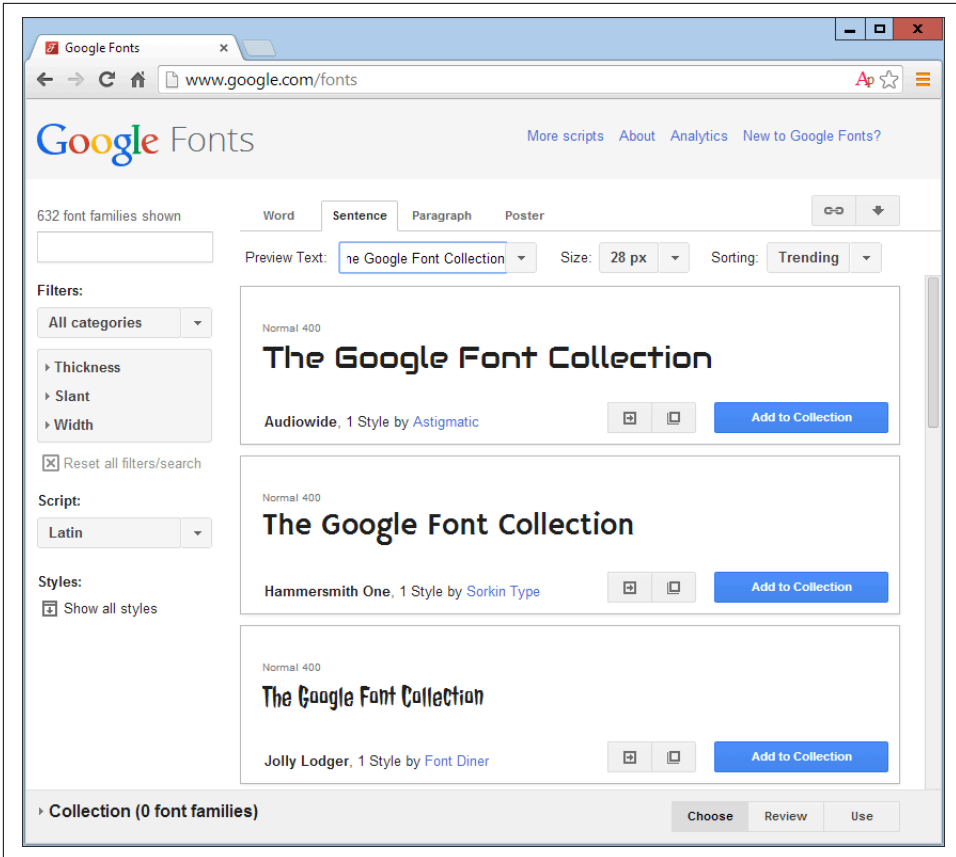 Google Fonts
www.google.com/fonts
Google Fonts
More scripts About Analytics New to Google Fonts?
632 font families shown
Word Sentence Paragraph Poster
Preview Text: he Google Font Collection Size: 28 px Sorting: Trending
Filters:
All categories
Thickness
Slant
Width
Reset all filters/search
Script:
Latin
Styles:
Show all styles
Normal 400
The Google Font Collection
Audiowide, 1 Style by Astigmatic
Add to Collection
Normal 400
The Google Font Collection
Hammersmith One, 1 Style by Sorkin Type
Add to Collection
Normal 400
The Google Font Collection
Jolly Lodger, 1 Style by Font Diner
Add to Collection
Collection (0 font families)
Choose Review Use